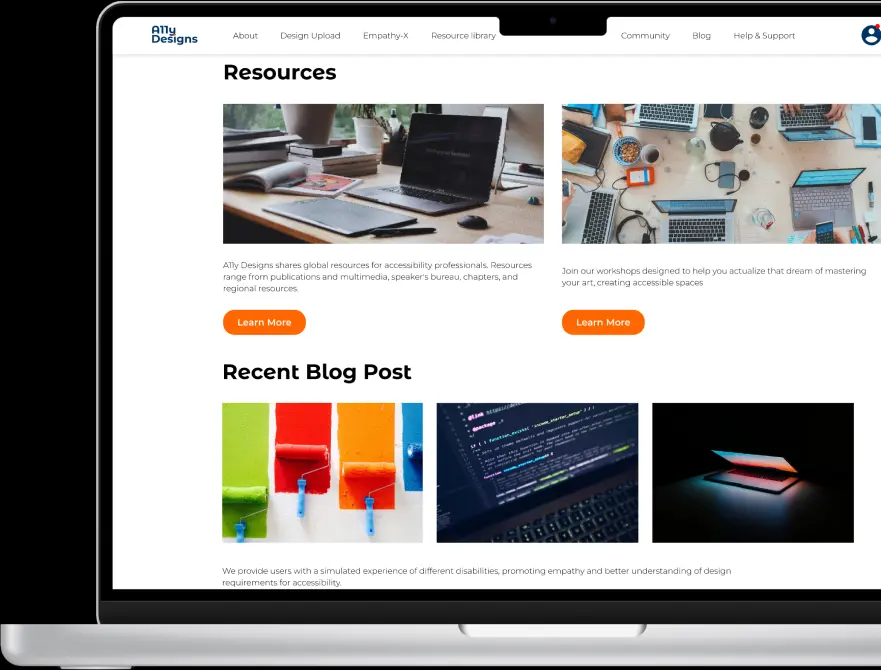 A11y
Designs
About
Design Upload
Empathy-X
Resource library
Community
Blog
Help & Support
Resources
A11y Designs shares global resources for accessibility professionals. Resources
range from publications and multimedia, speaker's bureau, chapters, and
regional resources.
Join our workshops designed to help you actualize that dream of mastering
your art, creating accessible spaces
Learn More
Learn More
Recent Blog Post
We provide users with a simulated experience of different disabilities, promoting empathy and better understanding of design
requirements for accessibility.